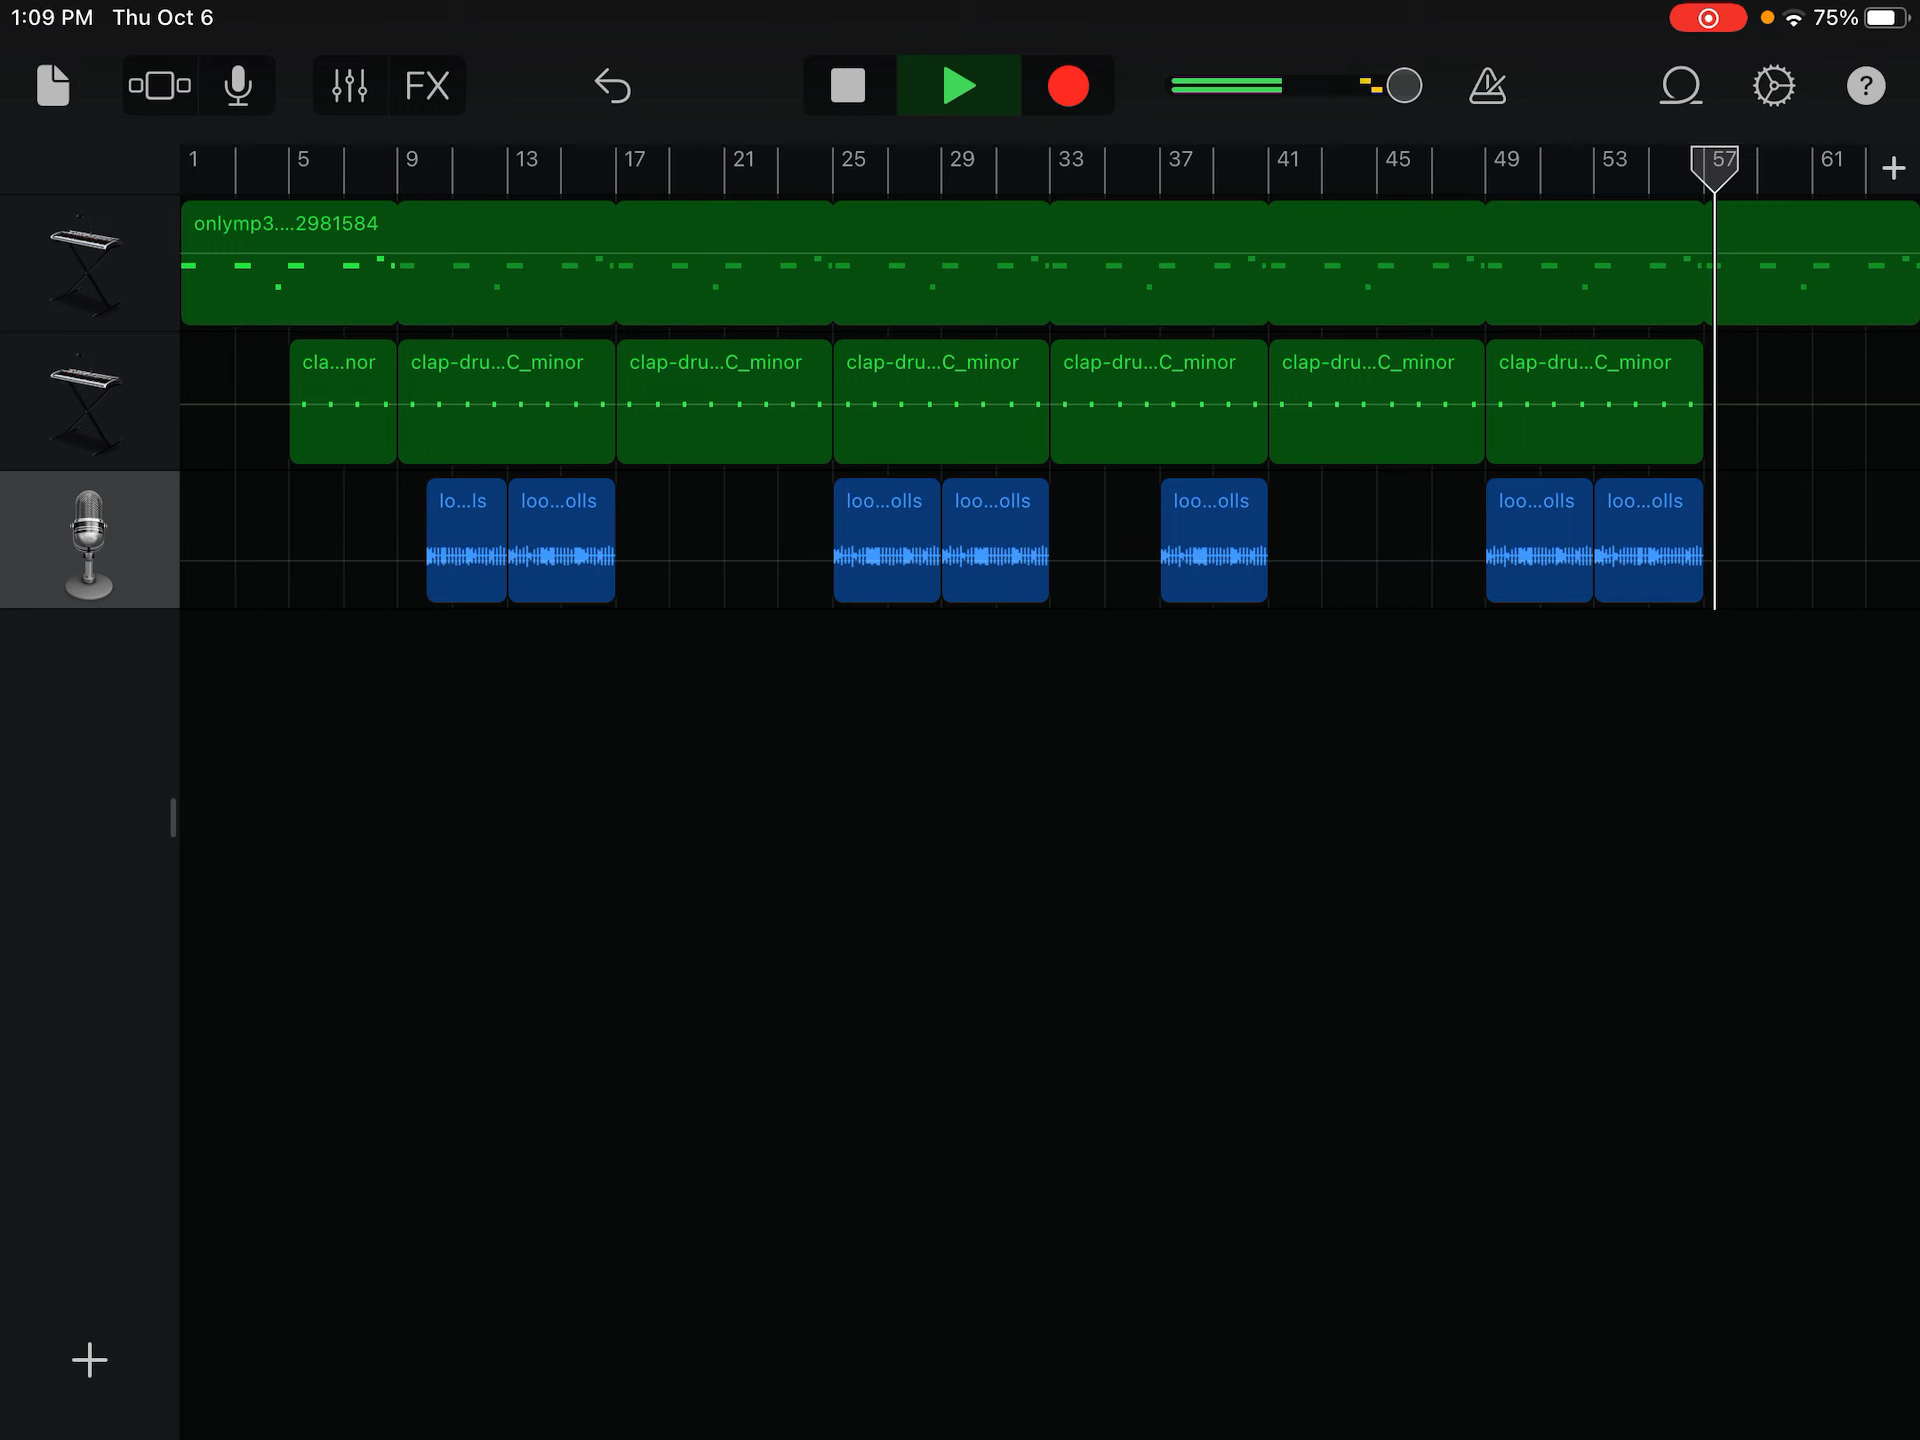 1:09 PM Thu Oct 6
75%
FX
?
1 5 9 13 17 21 25 29 33 37 41 45 49 53 57 61
onlymp3....2981584
cla...nor clap-dru...C_minor clap-dru...C_minor clap-dru...C_minor clap-dru...C_minor clap-dru...C_minor clap-dru...C_minor
lo...ls loo...olls loo...olls loo...olls loo...olls loo...olls loo...olls